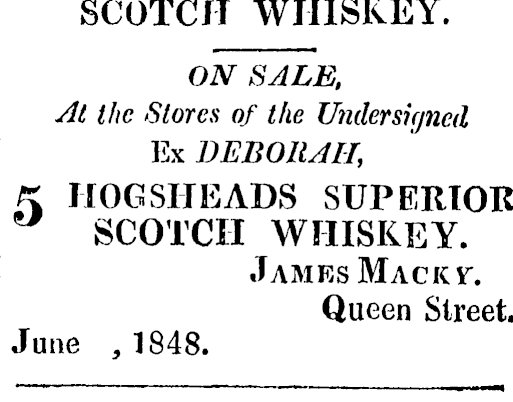 SCOTCH WHISKEY.
ON SALE,
At the Stores of the Undersigned
Ex DEBORAH,
5 HOGSHEADS SUPERIOR
SCOTCH WHISKEY.
JAMES MACKY.
Queen Street.
June , 1848.